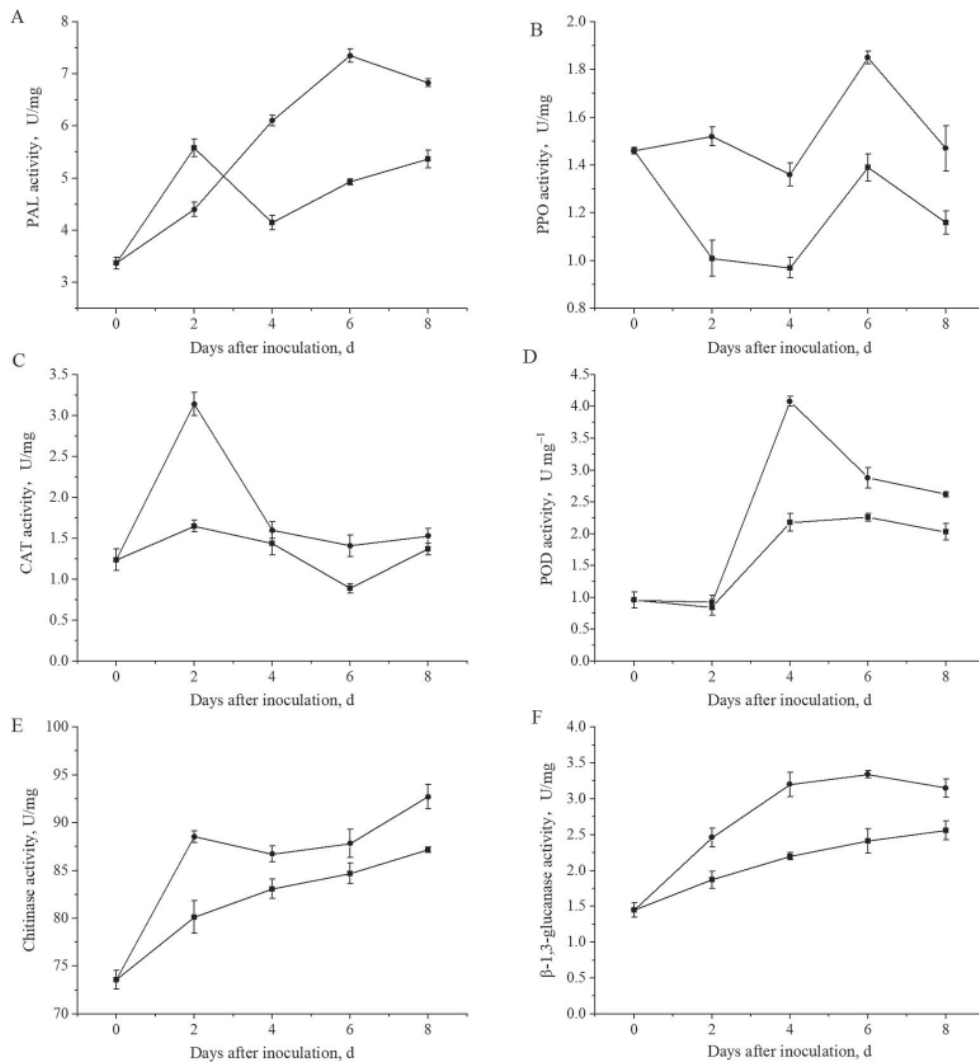 A
8
7
6
5
4
3
PAL activity, U/mg
0 2 4 6 8
Days after inoculation, d
B
2.0
1.8
1.6
1.4
1.2
1.0
0.8
PPO activity, U/mg
0 2 4 6 8
Days after inoculation, d
C
3.5
3.0
2.5
2.0
1.5
1.0
0.5
0.0
CAT activity, U/mg
0 2 4 6 8
Days after inoculation, d
D
4.5
4.0
3.5
3.0
2.5
2.0
1.5
1.0
0.5
0.0
POD activity, U mg⁻¹
0 2 4 6 8
Days after inoculation, d
E
100
95
90
85
80
75
70
Chitinase activity, U/mg
0 2 4 6 8
Days after inoculation, d
F
4.0
3.5
3.0
2.5
2.0
1.5
1.0
0.5
0.0
β-1,3-glucanase activity, U/mg
0 2 4 6 8
Days after inoculation, d